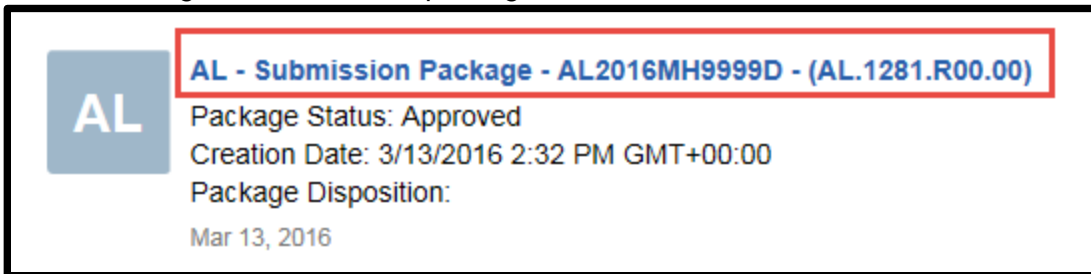 AL
AL - Submission Package - AL2016MH9999D - (AL.1281.R00.00)
Package Status: Approved
Creation Date: 3/13/2016 2:32 PM GMT+00:00
Package Disposition:
Mar 13, 2016